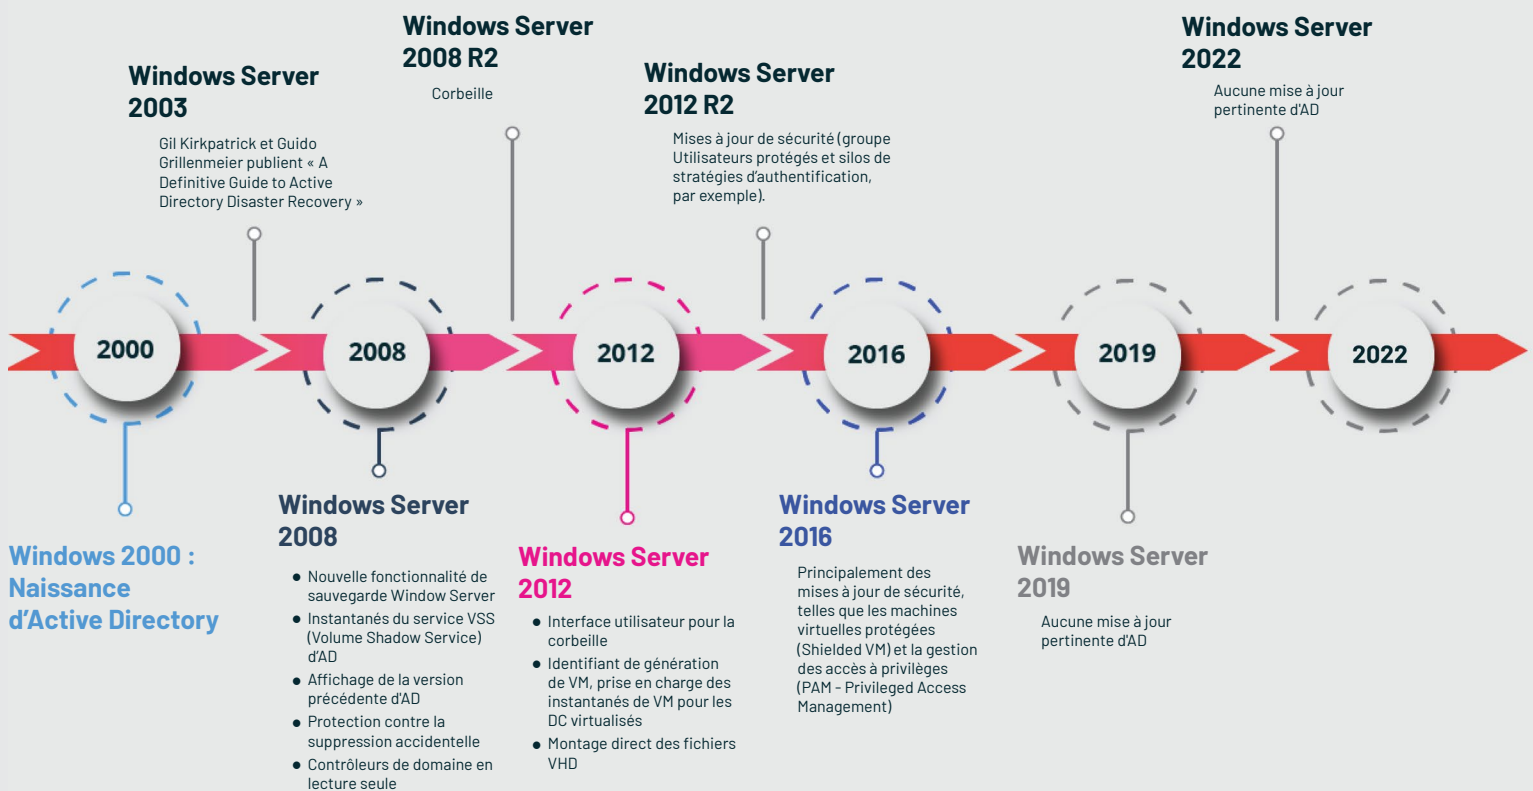 Windows Server
2003
Gil Kirkpatrick et Guido
Grillenmeier publient « A
Definitive Guide to Active
Directory Disaster Recovery »
Windows Server
2008 R2
Corbeille
Windows Server
2012 R2
Mises à jour de sécurité (groupe
Utilisateurs protégés et silos de
stratégies d'authentification,
par exemple).
Windows Server
2022
Aucune mise à jour
pertinente d'AD
2000
2008
2012
2016
2019
2022
Windows 2000 :
Naissance
d'Active Directory
Windows Server
2008
● Nouvelle fonctionnalité de
sauvegarde Window Server
● Instantanés du service VSS
(Volume Shadow Service)
d'AD
● Affichage de la version
précédente d'AD
● Protection contre la
suppression accidentelle
● Contrôleurs de domaine en
lecture seule
Windows Server
2012
● Interface utilisateur pour la
corbeille
● Identifiant de génération
de VM, prise en charge des
instantanés de VM pour les
DC virtualisés
● Montage direct des fichiers
VHD
Windows Server
2016
Principalement des
mises à jour de sécurité,
telles que les machines
virtuelles protégées
(Shielded VM) et la gestion
des accès à privilèges
(PAM - Privileged Access
Management)
Windows Server
2019
Aucune mise à jour
pertinente d'AD